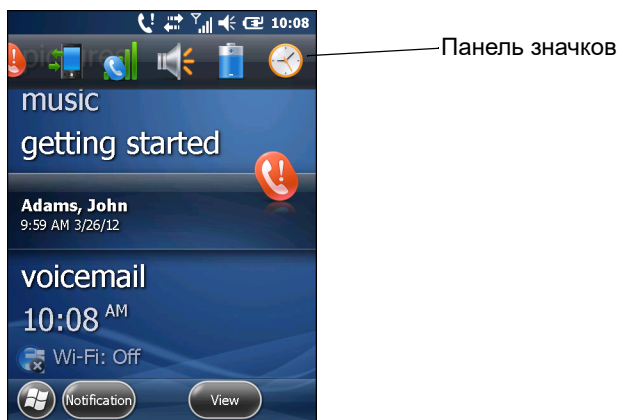 10:08
pictures
Панель значков
music
getting started
Adams, John
9:59 AM 3/26/12
voicemail
10:08 AM
Wi-Fi: Off
Notification
View